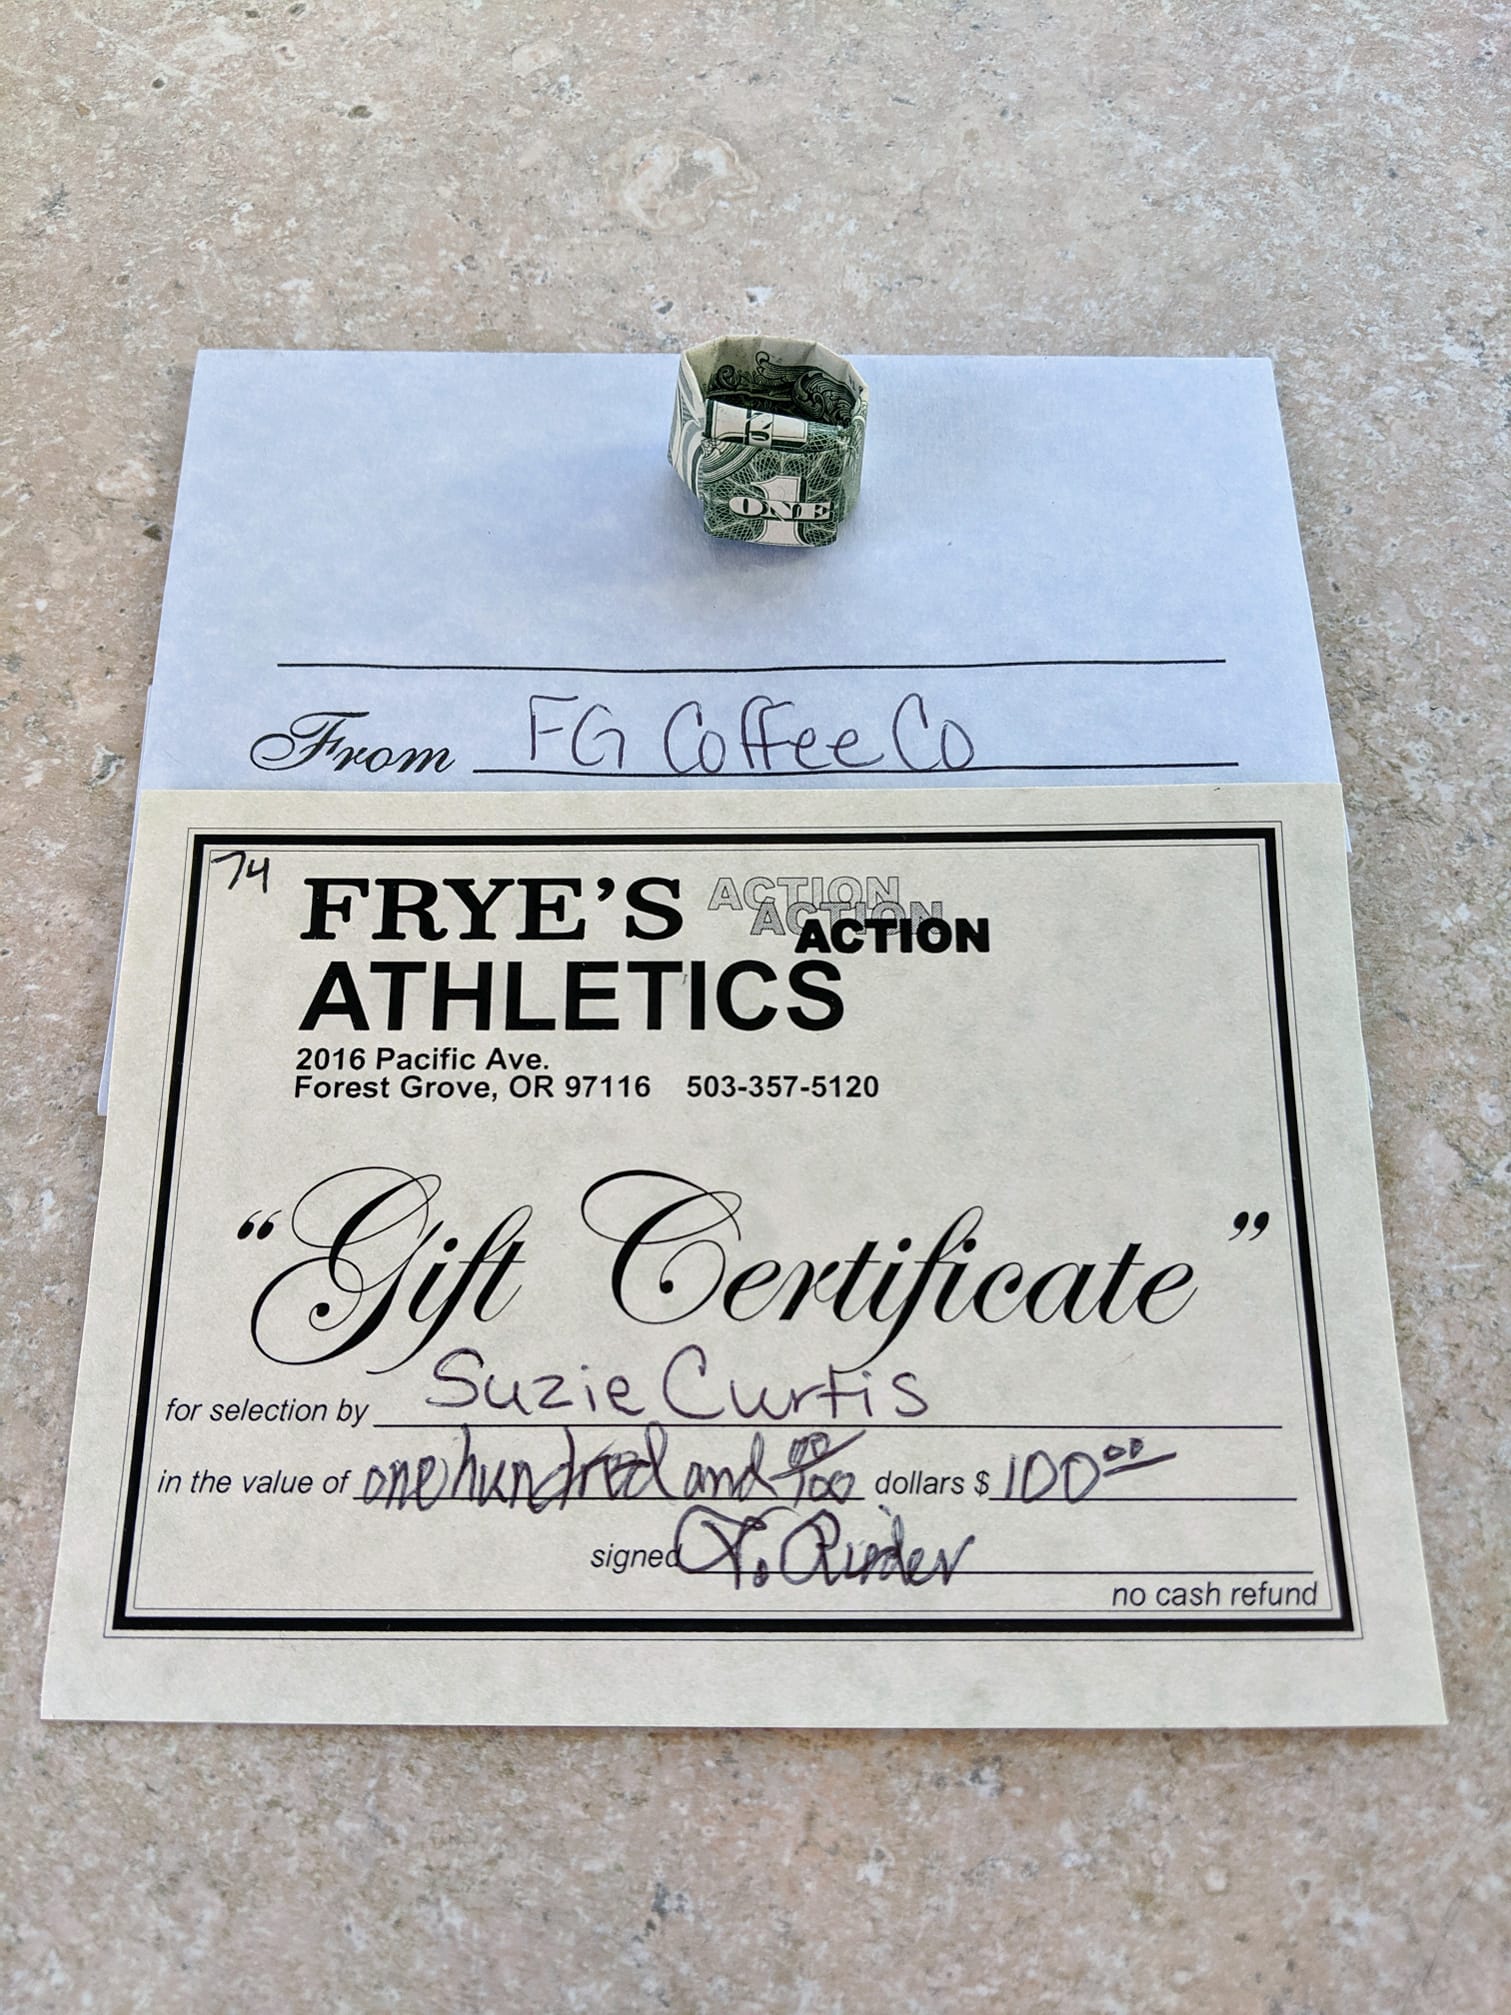 ONE
1
From FG Coffee Co
74
FRYE'S ACTION ACTION ACTION
ATHLETICS
2016 Pacific Ave.
Forest Grove, OR 97116 503-357-5120
“Gift Certificate”
for selection by Suzie Curtis
in the value of one hundred and 00/100 dollars $ 100 00
signed
no cash refund